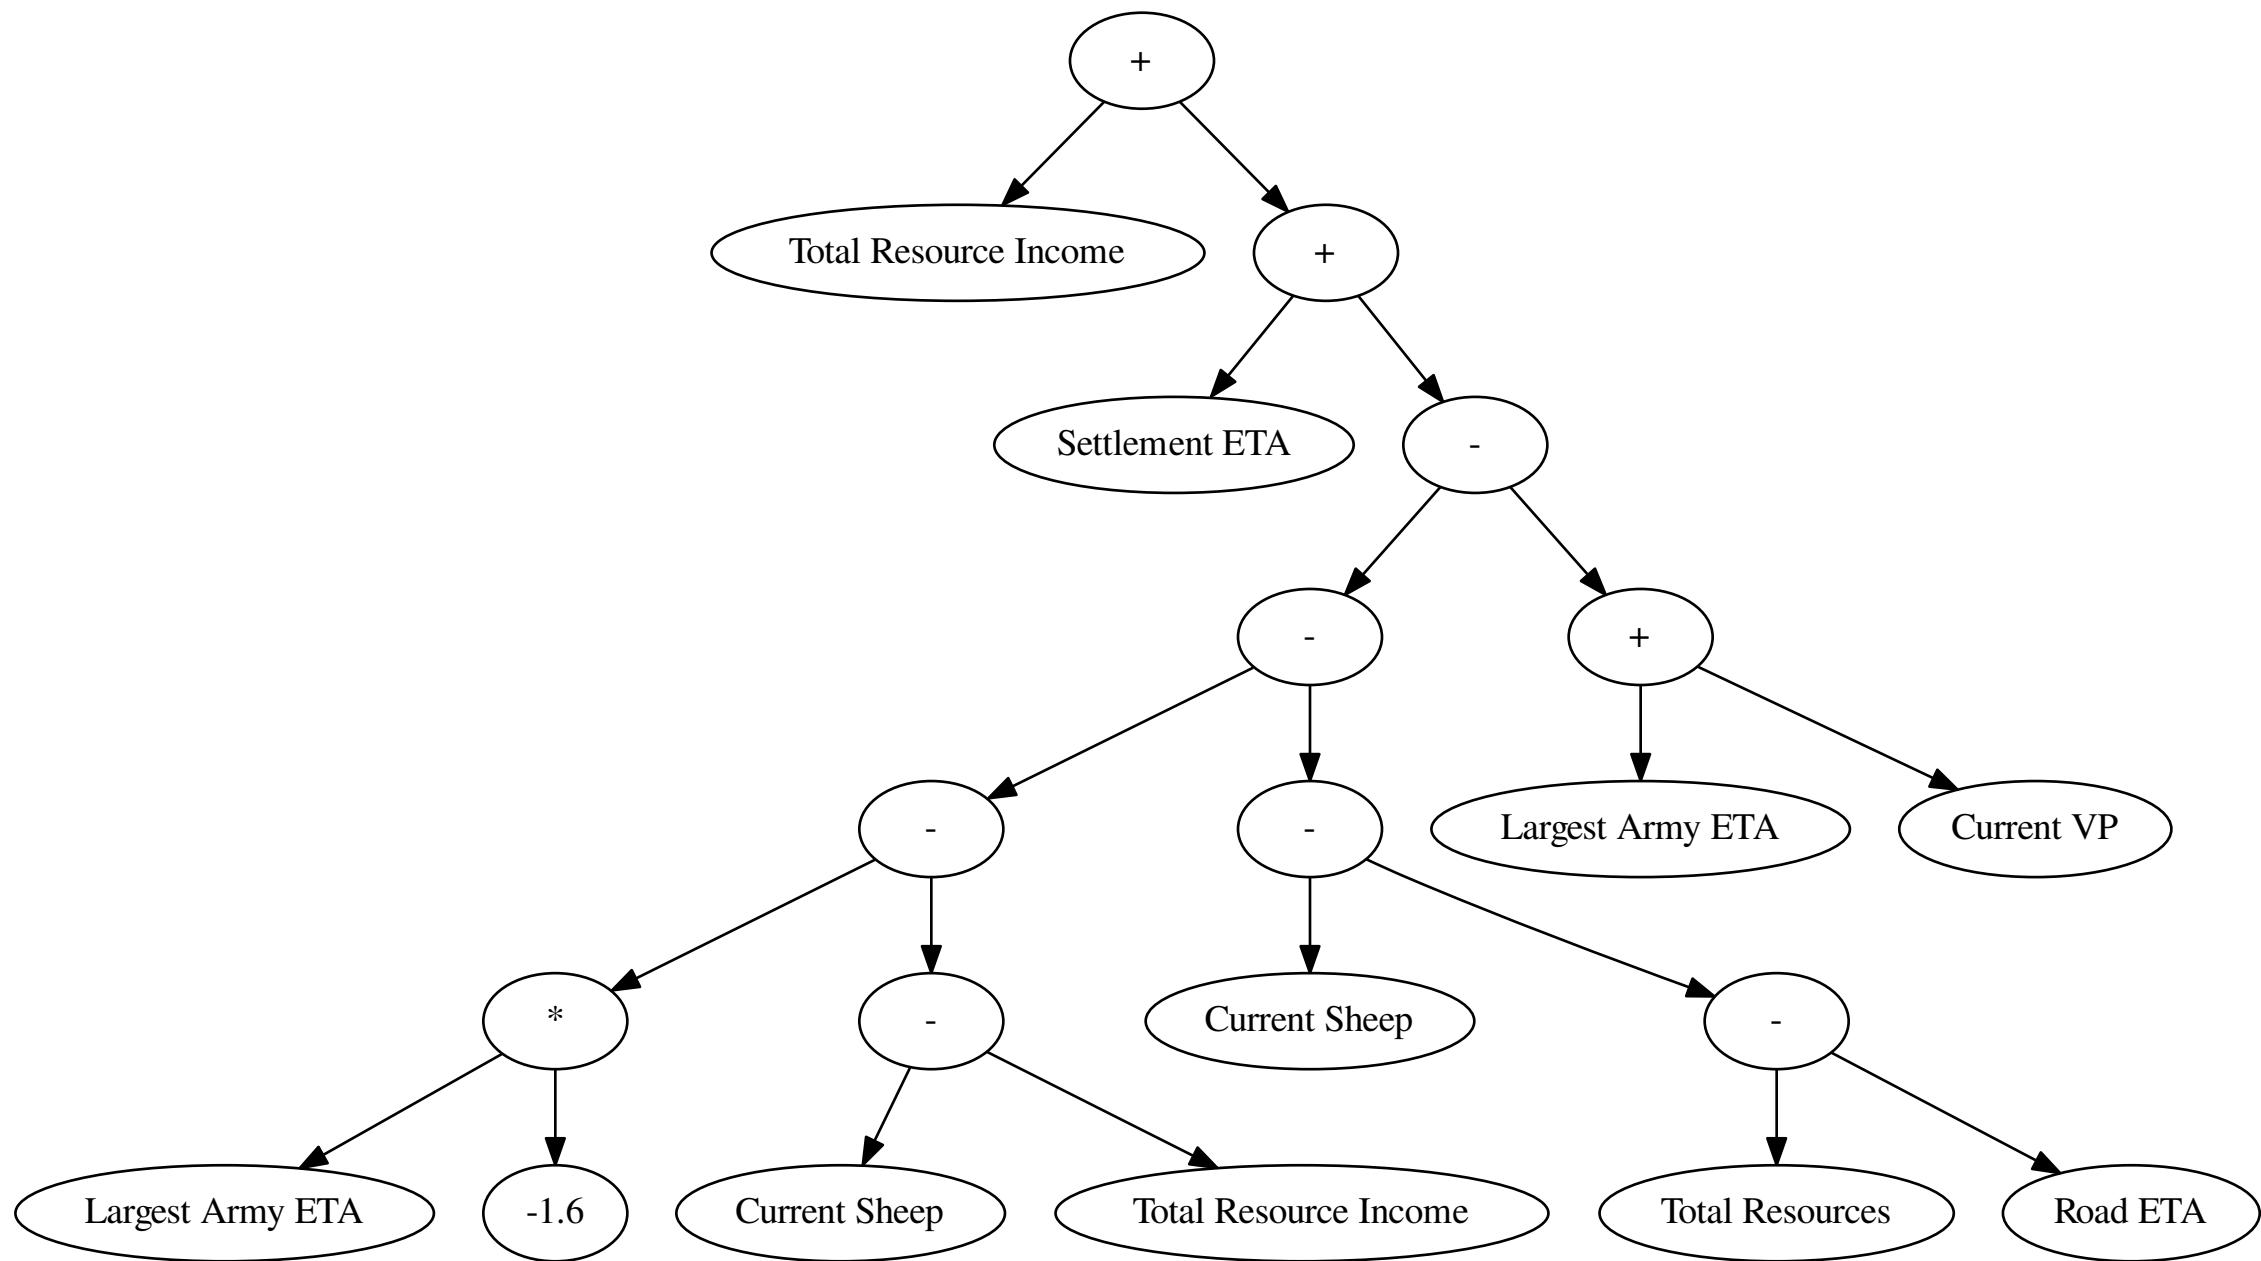 +
Total Resource Income
+
Settlement ETA
-
-
+
-
-
Largest Army ETA
Current VP
*
-
Current Sheep
-
Largest Army ETA
-1.6
Current Sheep
Total Resource Income
Total Resources
Road ETA